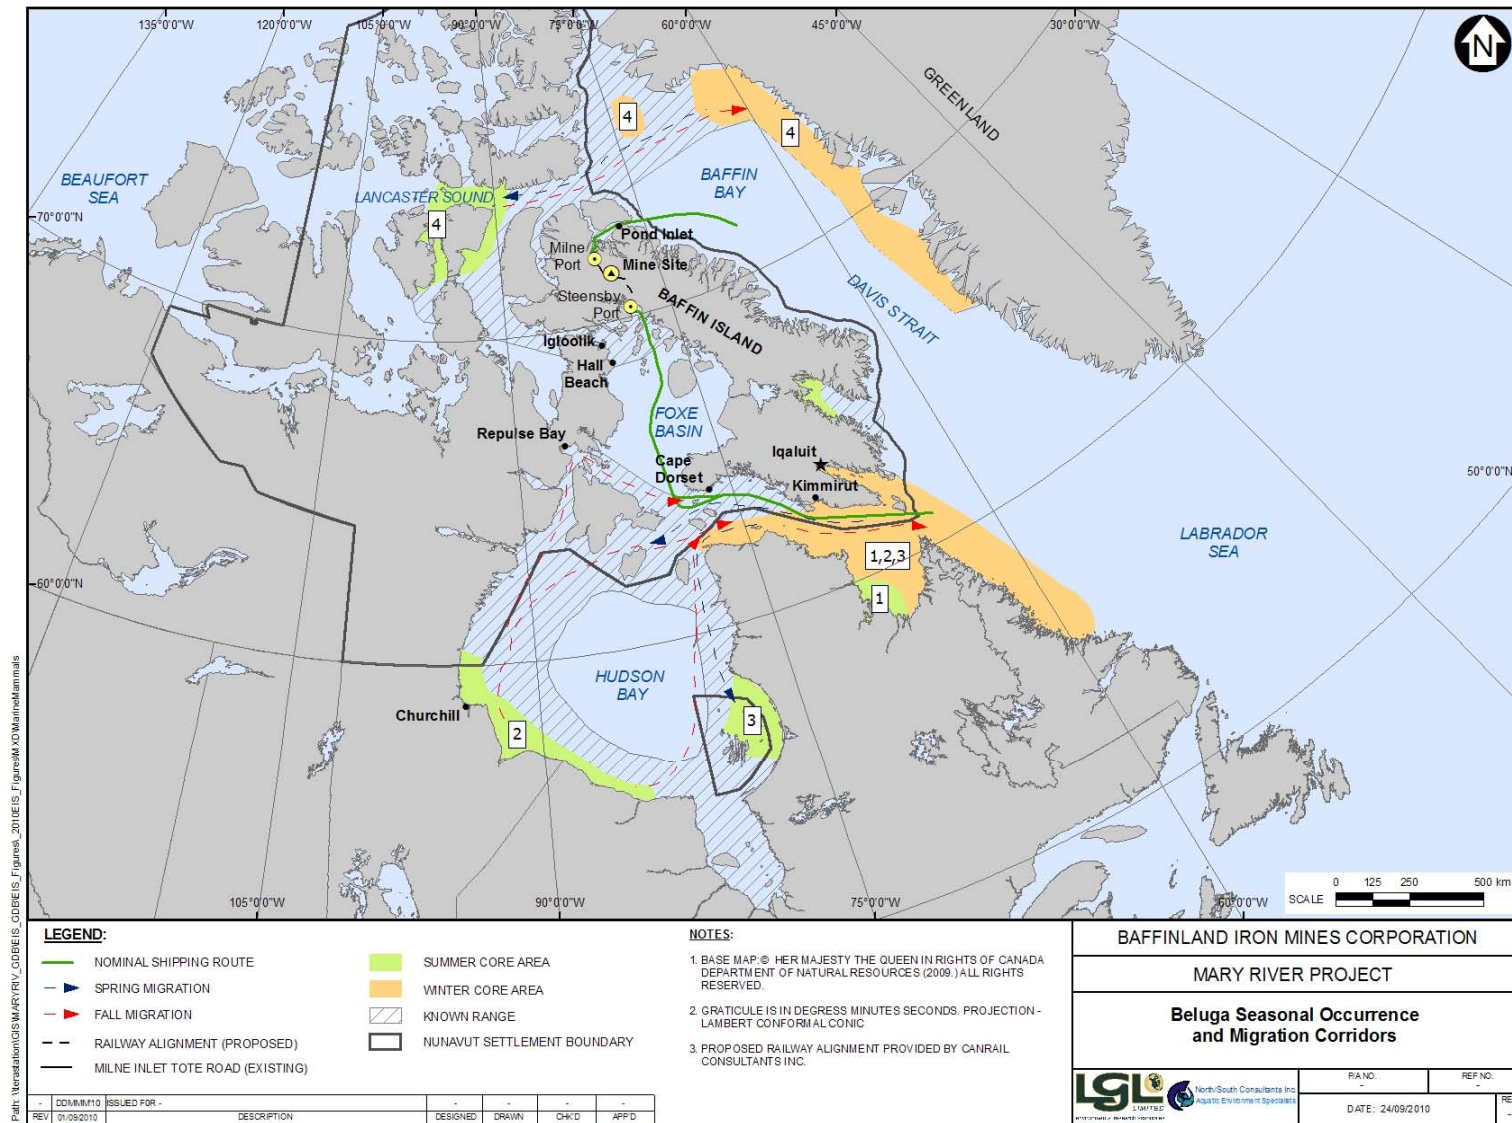 135°0'0"W
120°0'0"W
105°0'0"W
90°0'0"W
75°0'0"W
60°0'0"W
45°0'0"W
30°0'0"W
N
GREENLAND
4
4
BEAUFORT
SEA
BAFFIN
BAY
LANCASTER SOUND
70°0'0"N
4
Pond Inlet
Milne
Port
Mine Site
Steensby
Port
BAFFIN ISLAND
DAVIS STRAIT
Igloolik
Hall
Beach
FOXE
BASIN
Repulse Bay
Cape
Dorset
Iqaluit
Kimmirut
50°0'0"N
LABRADOR
SEA
1,2,3
60°0'0"N
1
HUDSON
BAY
Churchill
2
3
105°0'0"W
90°0'0"W
75°0'0"W
60°0'0"W
0 125 250 500 km
SCALE
LEGEND:
NOMINAL SHIPPING ROUTE
SPRING MIGRATION
FALL MIGRATION
RAILWAY ALIGNMENT (PROPOSED)
MILNE INLET TOTE ROAD (EXISTING)
SUMMER CORE AREA
WINTER CORE AREA
KNOWN RANGE
NUNAVUT SETTLEMENT BOUNDARY
NOTES:
1. BASE MAP:© HER MAJESTY THE QUEEN IN RIGHTS OF CANADA
DEPARTMENT OF NATURAL RESOURCES (2009.) ALL RIGHTS
RESERVED.
2. GRATICULE IS IN DEGRESS MINUTES SECONDS. PROJECTION -
LAMBERT CONFORMAL CONIC
3. PROPOSED RAILWAY ALIGNMENT PROVIDED BY CANRAIL
CONSULTANTS INC.
BAFFINLAND IRON MINES CORPORATION
MARY RIVER PROJECT
Beluga Seasonal Occurrence
and Migration Corridors
LGL
LIMITED
North/South Consultants Inc.
Aquatic Environment Specialists
P/A NO.
-
REF NO.
-
DATE: 24/09/2010
- DDMMM'10 ISSUED FOR - - - - -
REV 01/09/2010 DESCRIPTION DESIGNED DRAWN CHK'D APP'D